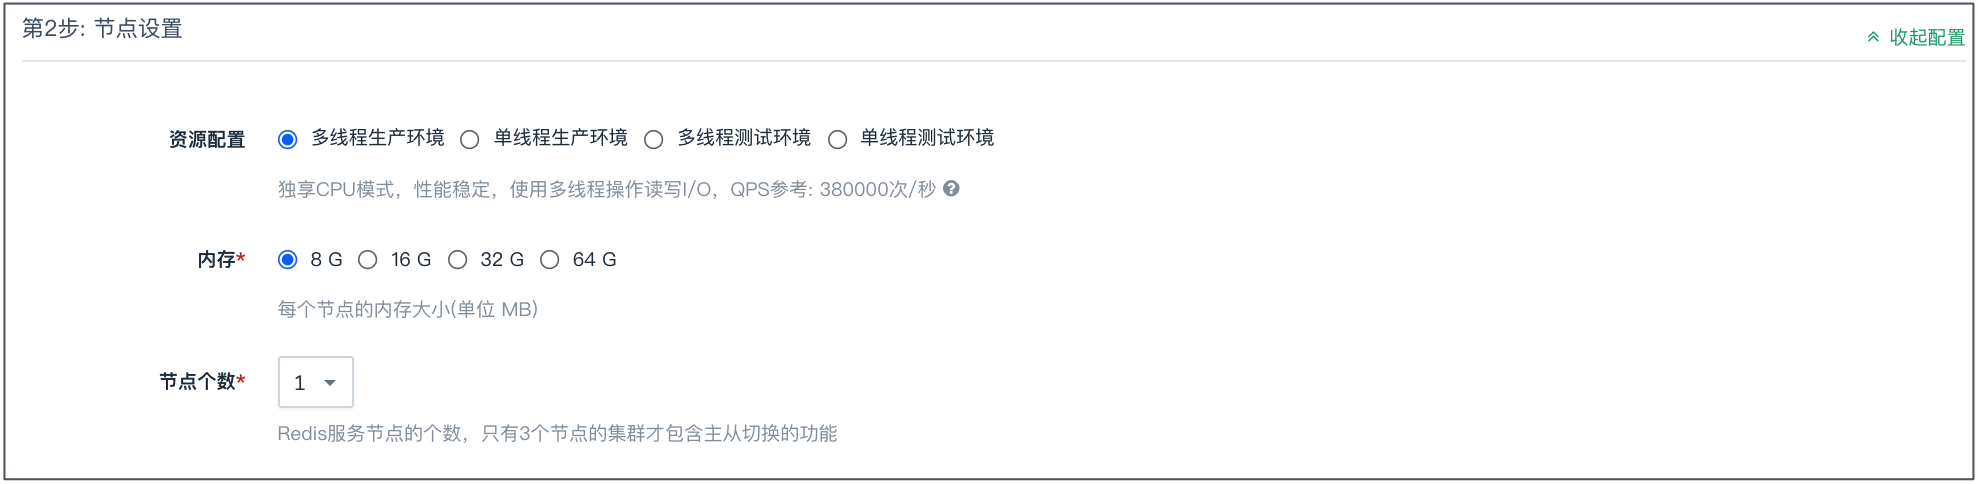 第2步: 节点设置
收起配置
资源配置 多线程生产环境 单线程生产环境 多线程测试环境 单线程测试环境
独享CPU模式，性能稳定，使用多线程操作读写I/O，QPS参考: 380000次/秒
内存* 8 G 16 G 32 G 64 G
每个节点的内存大小(单位 MB)
节点个数* 1
Redis服务节点的个数，只有3个节点的集群才包含主从切换的功能